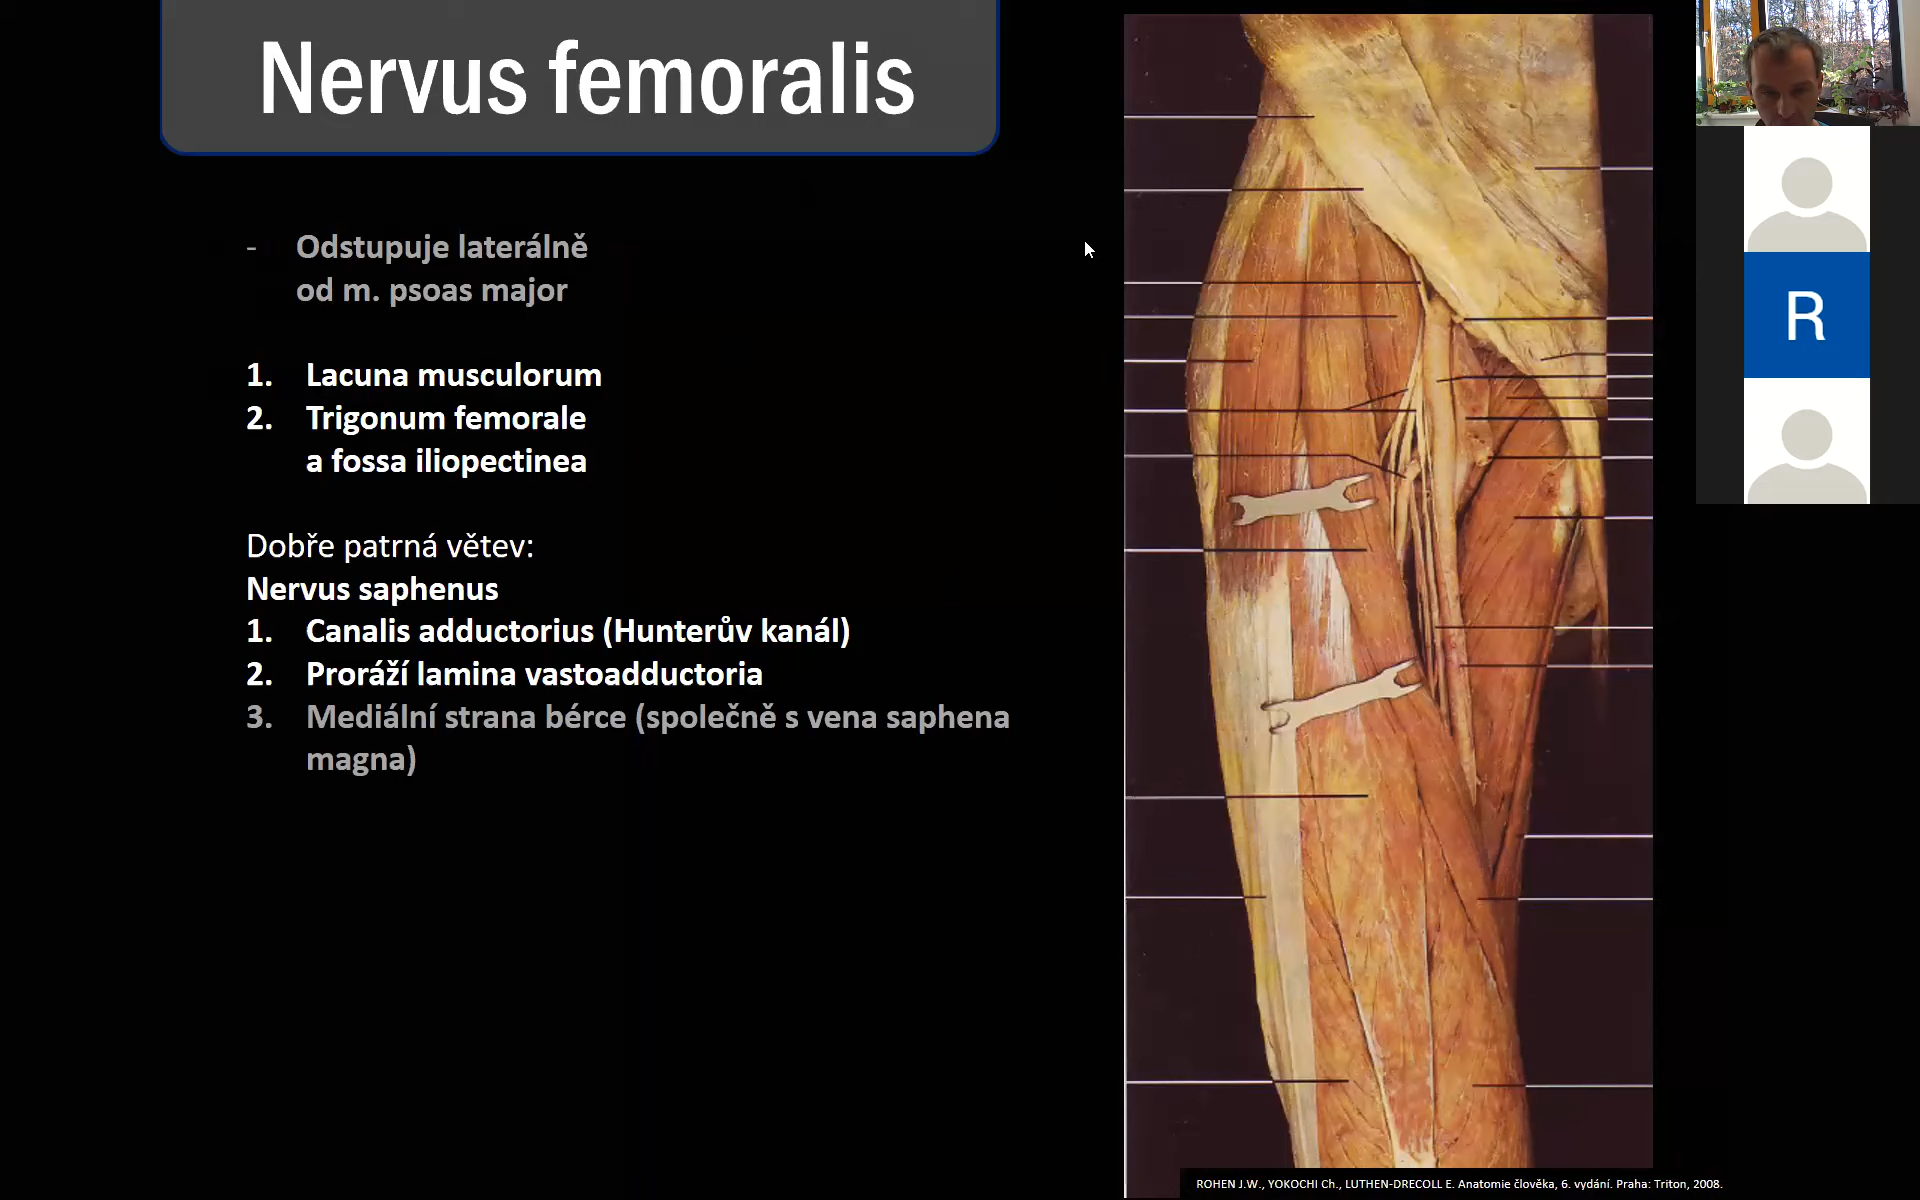 Nervus femoralis
- Odstupuje laterálně
od m. psoas major
1. Lacuna musculorum
2. Trigonum femorale
a fossa iliopectinea
Dobře patrná větev:
Nervus saphenus
1. Canalis adductorius (Hunterův kanál)
2. Proráží lamina vastoadductoria
3. Mediální strana bérce (společně s vena saphena
magna)
R
ROHEN J.W., YOKOCHI Ch., LUTHEN-DRECOLL E. Anatomie člověka, 6. vydání. Praha: Triton, 2008.